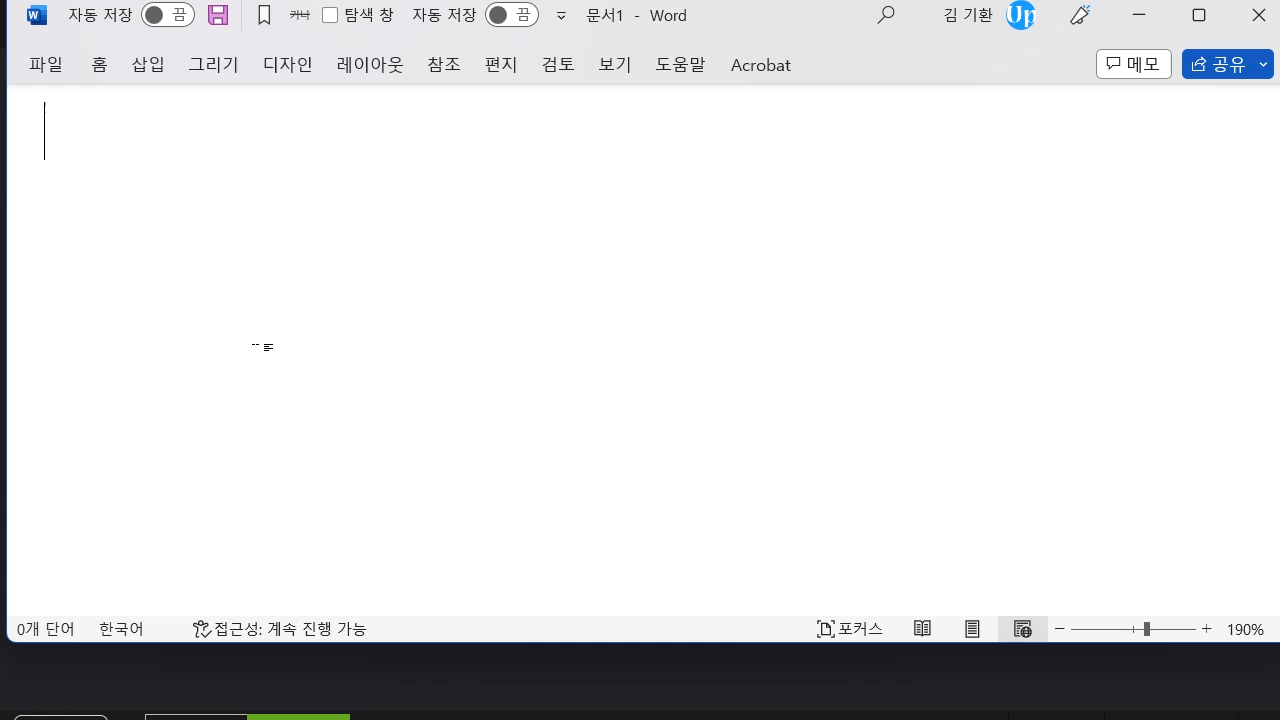 자동 저장 끔 가나 탐색 창 자동 저장 끔 문서1 - Word 김 기환 Up
파일 홈 삽입 그리기 디자인 레이아웃 참조 편지 검토 보기 도움말 Acrobat 메모 공유
0개 단어 한국어 접근성: 계속 진행 가능 포커스 190%